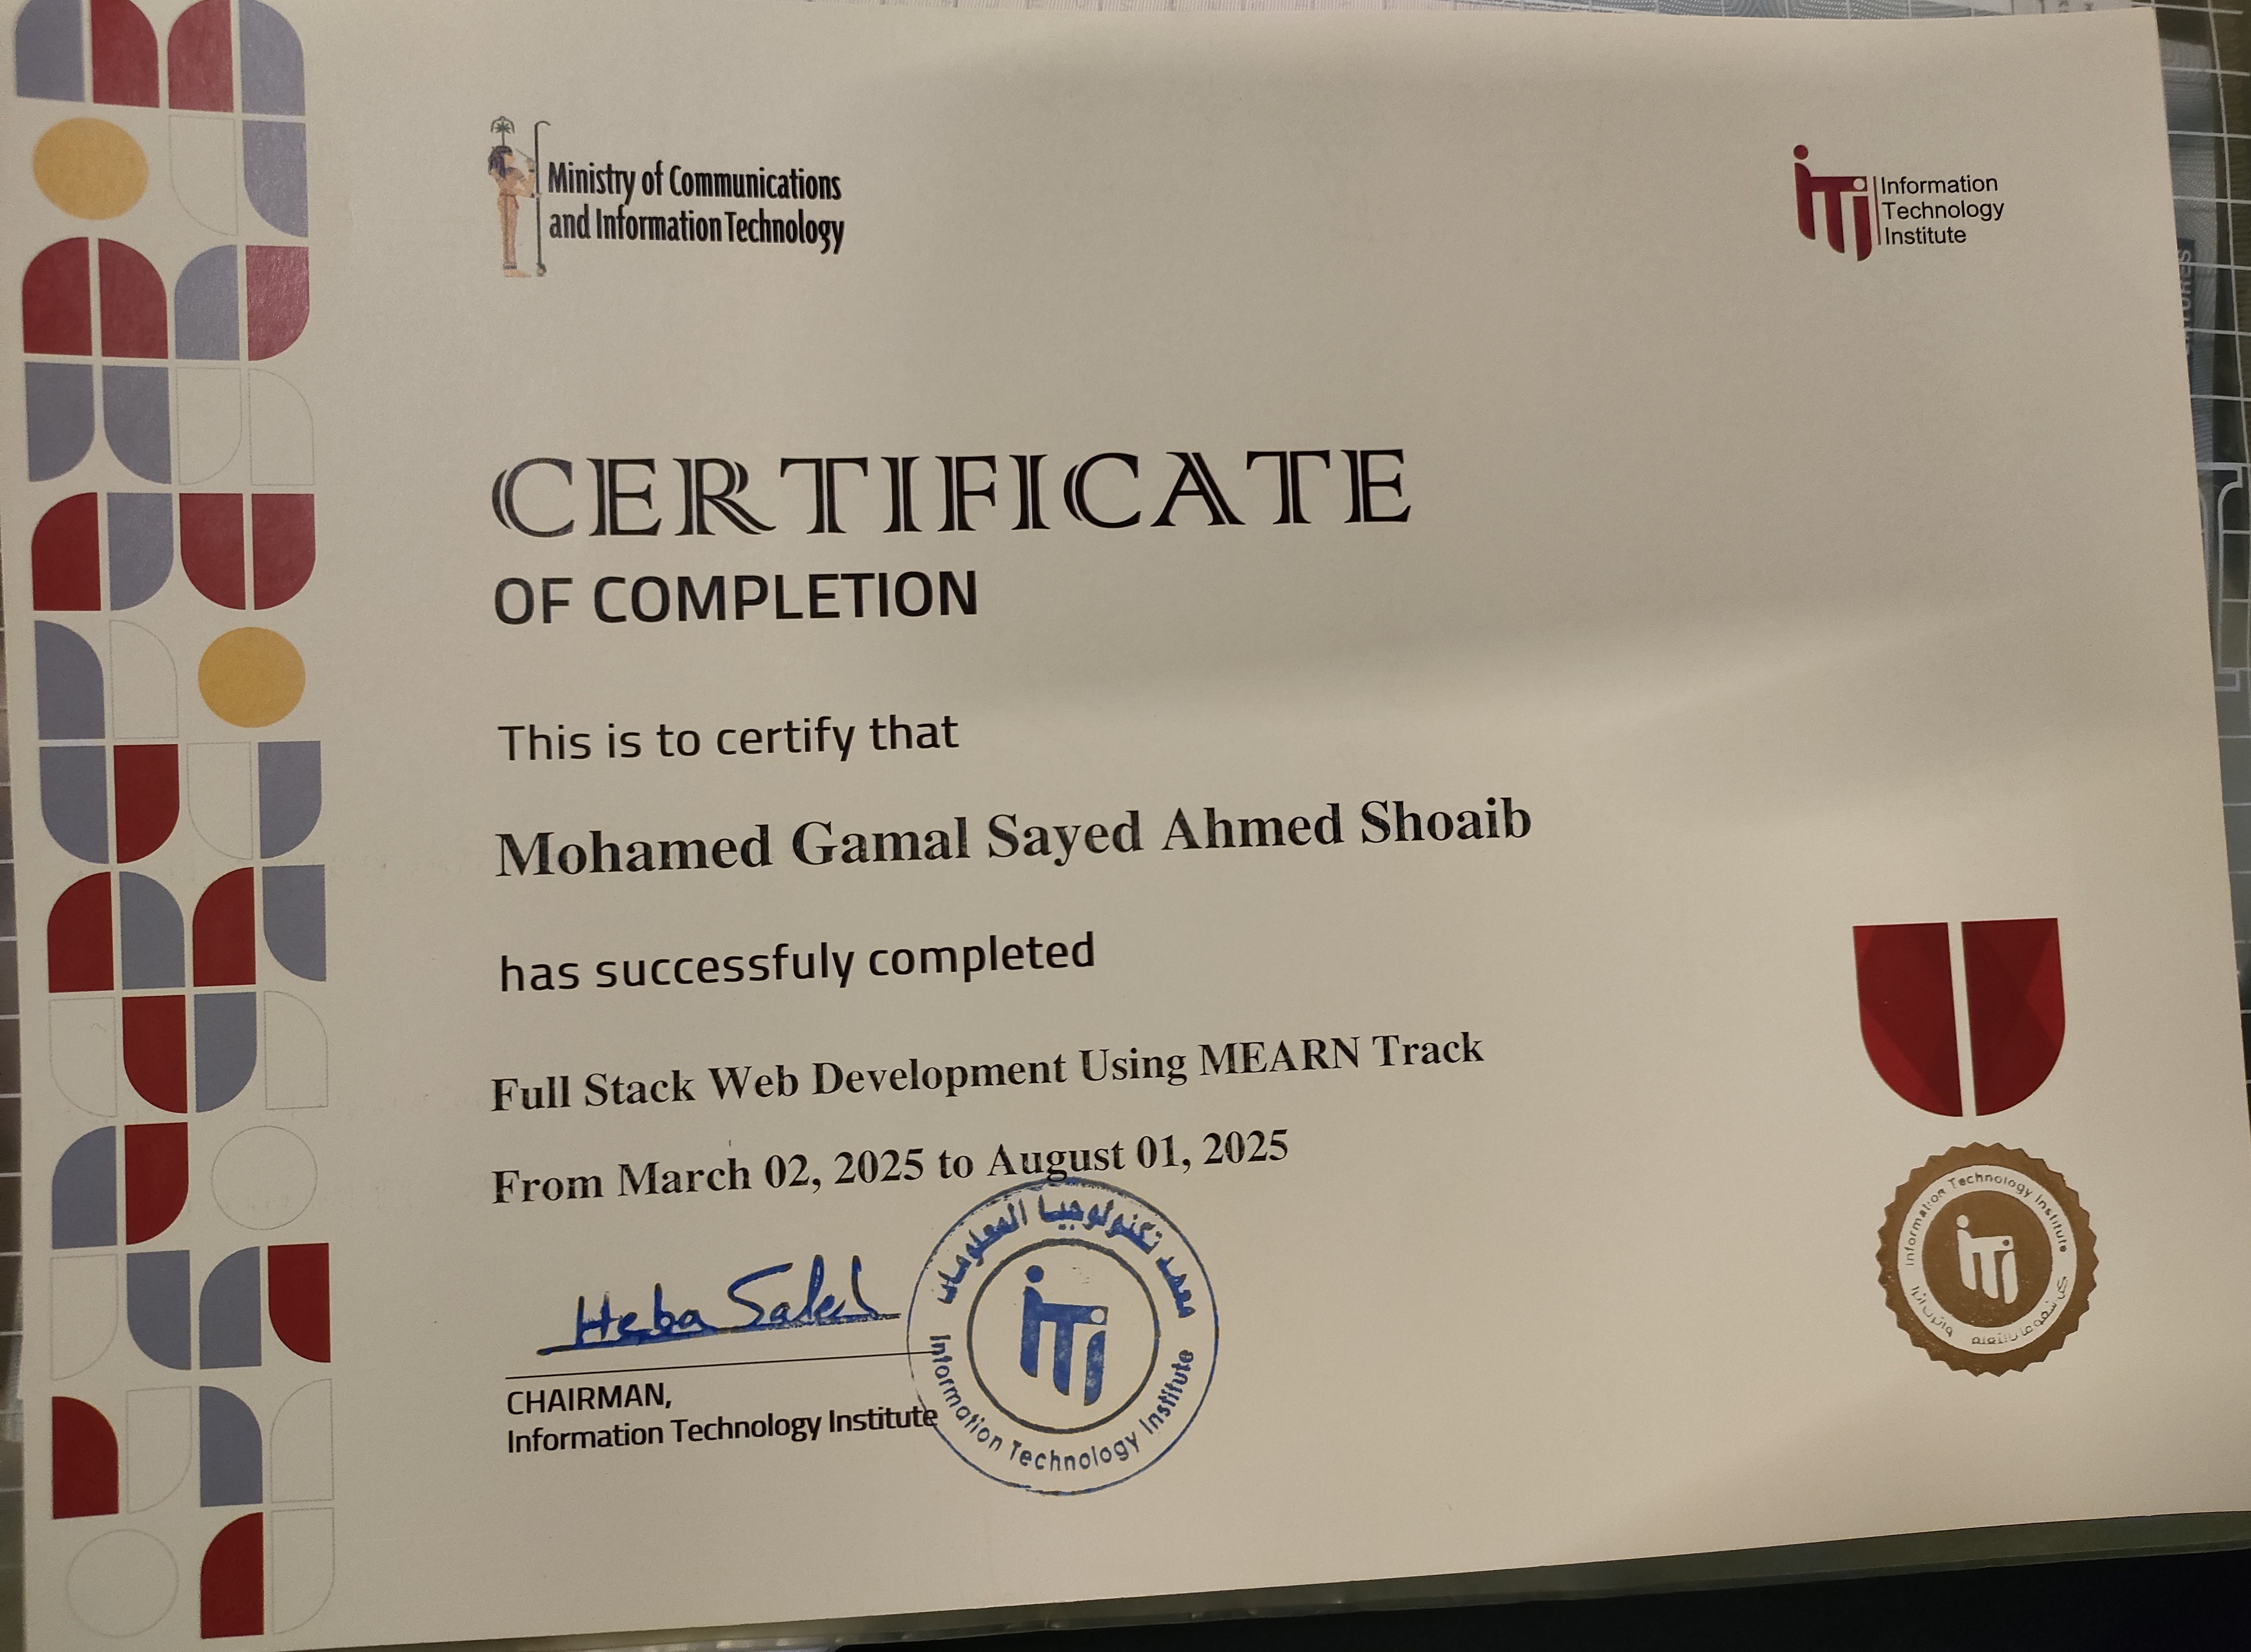 Ministry of Communications
and Information Technology
iTi
Information
Technology
Institute
CERTIFICATE
OF COMPLETION
This is to certify that
Mohamed Gamal Sayed Ahmed Shoaib
has successfuly completed
Full Stack Web Development Using MEARN Track
From March 02, 2025 to August 01, 2025
Heba Saleh
CHAIRMAN,
Information Technology Institute
معهد تكنولوجيا المعلومات
iTi
Information Technology Institute
Information Technology Institute
iTi